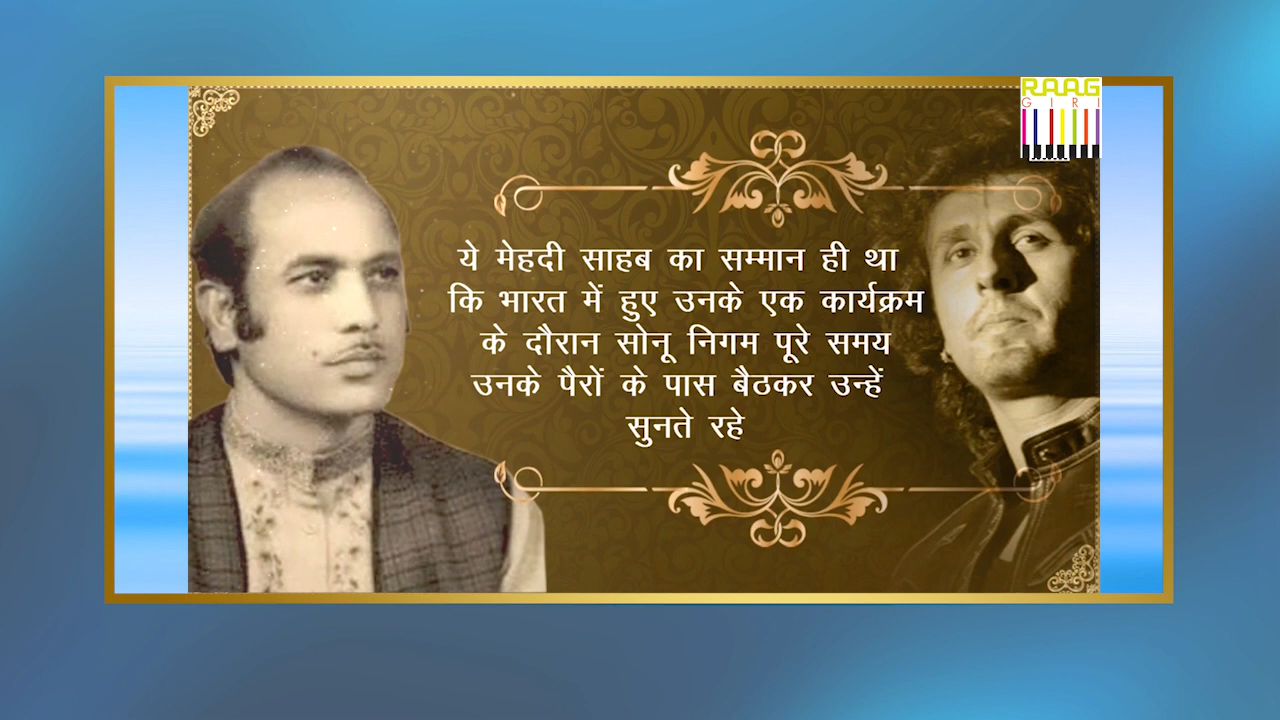 RAAG
GIRI
ये मेहदी साहब का सम्मान ही था
कि भारत में हुए उनके एक कार्यक्रम
के दौरान सोनू निगम पूरे समय
उनके पैरों के पास बैठकर उन्हें
सुनते रहे